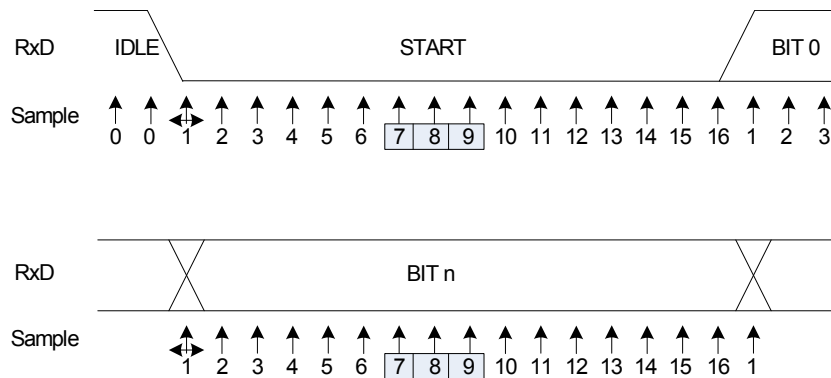 RxD IDLE START BIT 0
Sample
0 0 1 2 3 4 5 6 7 8 9 10 11 12 13 14 15 16 1 2 3
RxD BIT n
Sample
1 2 3 4 5 6 7 8 9 10 11 12 13 14 15 16 1